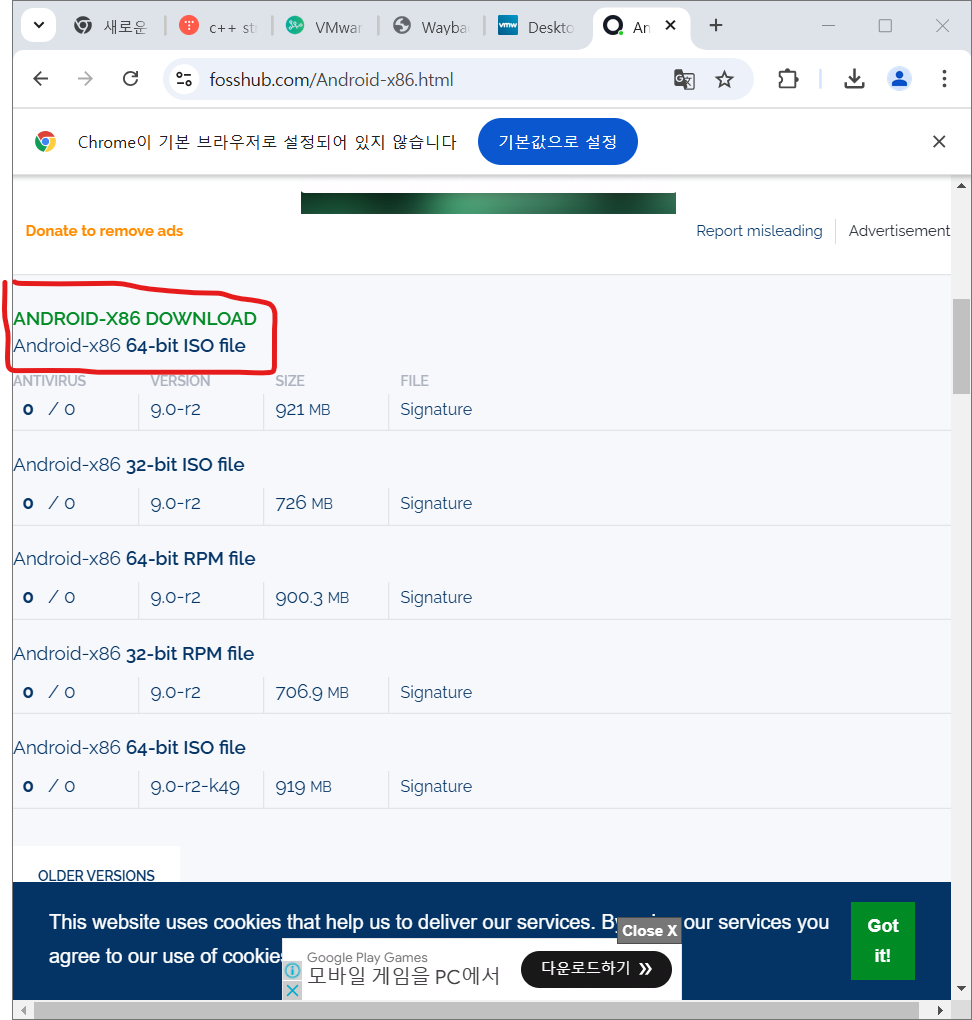 새로운
c++ st
VMwar
Wayba
Deskto
An
fosshub.com/Android-x86.html
Chrome이 기본 브라우저로 설정되어 있지 않습니다
기본값으로 설정
Donate to remove ads
Report misleading
Advertisement
ANDROID-X86 DOWNLOAD
Android-x86 64-bit ISO file
ANTIVIRUS VERSION SIZE FILE
0 / 0 9.0-r2 921 MB Signature
Android-x86 32-bit ISO file
0 / 0 9.0-r2 726 MB Signature
Android-x86 64-bit RPM file
0 / 0 9.0-r2 900.3 MB Signature
Android-x86 32-bit RPM file
0 / 0 9.0-r2 706.9 MB Signature
Android-x86 64-bit ISO file
0 / 0 9.0-r2-k49 919 MB Signature
OLDER VERSIONS
This website uses cookies that help us to deliver our services. By our services you
agree to our use of cookies
Got
it!
Close X
Google Play Games
모바일 게임을 PC에서
다운로드하기